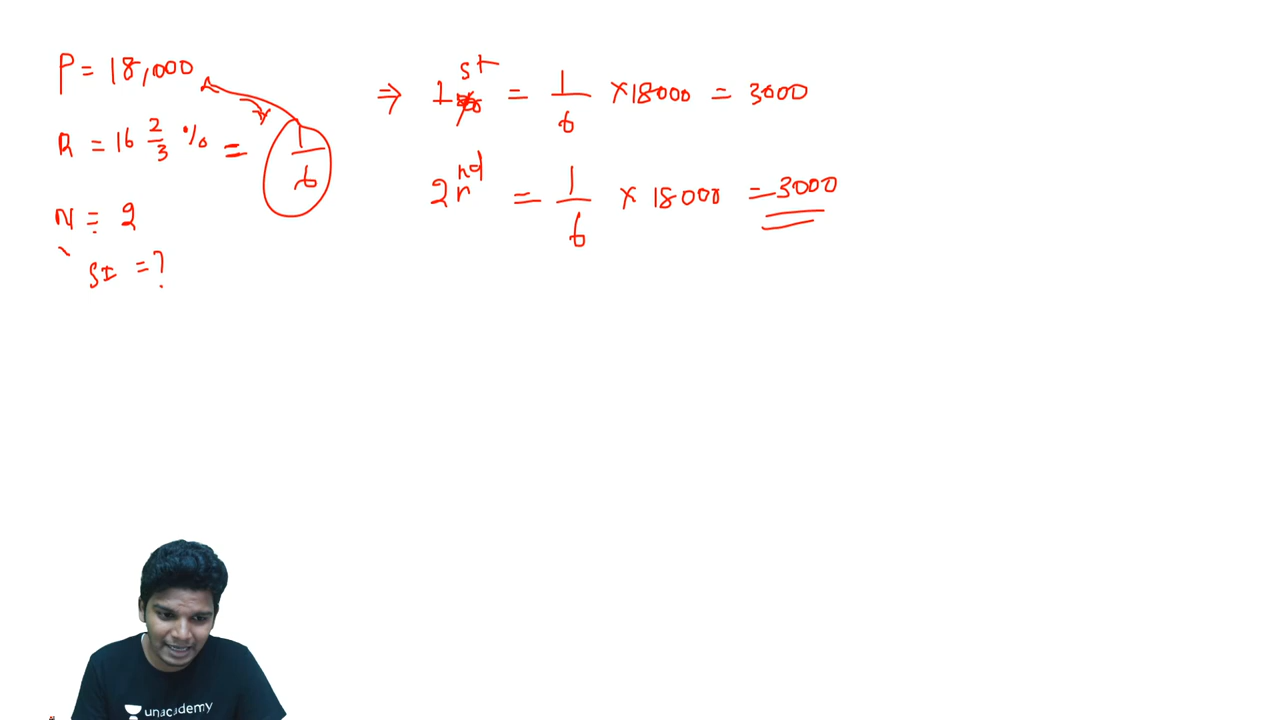 P = 18,000
R = 16 2/3 % = 1/6
N = 2
SI = ?
⇒ 1st = 1/6 × 18000 = 3000
2nd = 1/6 × 18000 = 3000
unacademy